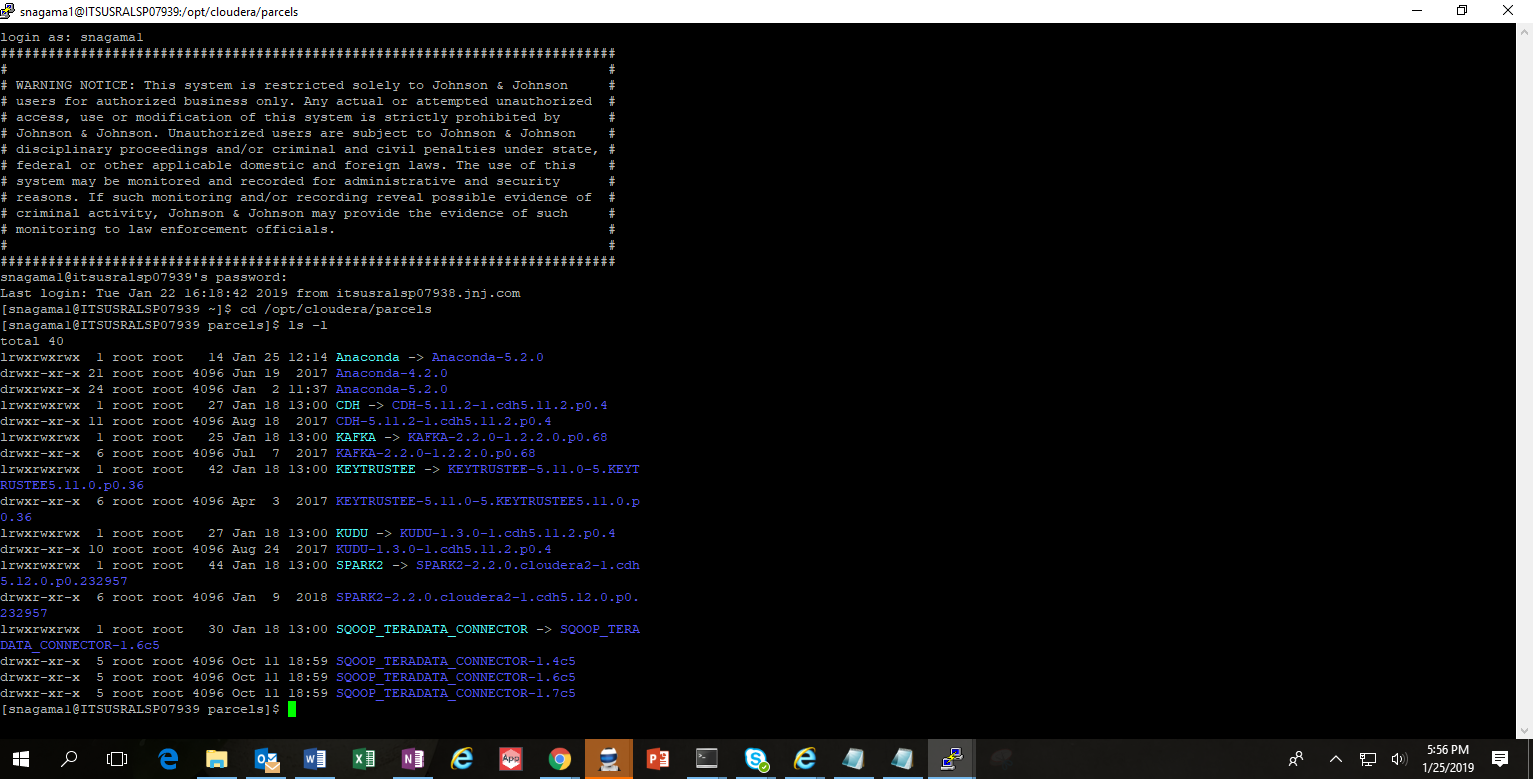 snagama1@ITSUSRALSP07939:/opt/cloudera/parcels
login as: snagama1
#############################################################################
#                                                                           #
# WARNING NOTICE: This system is restricted solely to Johnson & Johnson     #
# users for authorized business only. Any actual or attempted unauthorized  #
# access, use or modification of this system is strictly prohibited by      #
# Johnson & Johnson. Unauthorized users are subject to Johnson & Johnson    #
# disciplinary proceedings and/or criminal and civil penalties under state, #
# federal or other applicable domestic and foreign laws. The use of this    #
# system may be monitored and recorded for administrative and security      #
# reasons. If such monitoring and/or recording reveal possible evidence of  #
# criminal activity, Johnson & Johnson may provide the evidence of such     #
# monitoring to law enforcement officials.                                  #
#                                                                           #
#############################################################################
snagama1@itsusralsp07939's password:
Last login: Tue Jan 22 16:18:42 2019 from itsusralsp07938.jnj.com
[snagama1@ITSUSRALSP07939 ~]$ cd /opt/cloudera/parcels
[snagama1@ITSUSRALSP07939 parcels]$ ls -l
total 40
lrwxrwxrwx  1 root root   14 Jan 25 12:14 Anaconda -> Anaconda-5.2.0
drwxr-xr-x 21 root root 4096 Jun 19  2017 Anaconda-4.2.0
drwxr-xr-x 24 root root 4096 Jan  2 11:37 Anaconda-5.2.0
lrwxrwxrwx  1 root root   27 Jan 18 13:00 CDH -> CDH-5.11.2-1.cdh5.11.2.p0.4
drwxr-xr-x 11 root root 4096 Aug 18  2017 CDH-5.11.2-1.cdh5.11.2.p0.4
lrwxrwxrwx  1 root root   25 Jan 18 13:00 KAFKA -> KAFKA-2.2.0-1.2.2.0.p0.68
drwxr-xr-x  6 root root 4096 Jul  7  2017 KAFKA-2.2.0-1.2.2.0.p0.68
lrwxrwxrwx  1 root root   42 Jan 18 13:00 KEYTRUSTEE -> KEYTRUSTEE-5.11.0-5.KEYT
RUSTEE5.11.0.p0.36
drwxr-xr-x  6 root root 4096 Apr  3  2017 KEYTRUSTEE-5.11.0-5.KEYTRUSTEE5.11.0.p
0.36
lrwxrwxrwx  1 root root   27 Jan 18 13:00 KUDU -> KUDU-1.3.0-1.cdh5.11.2.p0.4
drwxr-xr-x 10 root root 4096 Aug 24  2017 KUDU-1.3.0-1.cdh5.11.2.p0.4
lrwxrwxrwx  1 root root   44 Jan 18 13:00 SPARK2 -> SPARK2-2.2.0.cloudera2-1.cdh
5.12.0.p0.232957
drwxr-xr-x  6 root root 4096 Jan  9  2018 SPARK2-2.2.0.cloudera2-1.cdh5.12.0.p0.
232957
lrwxrwxrwx  1 root root   30 Jan 18 13:00 SQOOP_TERADATA_CONNECTOR -> SQOOP_TERA
DATA_CONNECTOR-1.6c5
drwxr-xr-x  5 root root 4096 Oct 11 18:59 SQOOP_TERADATA_CONNECTOR-1.4c5
drwxr-xr-x  5 root root 4096 Oct 11 18:59 SQOOP_TERADATA_CONNECTOR-1.6c5
drwxr-xr-x  5 root root 4096 Oct 11 18:59 SQOOP_TERADATA_CONNECTOR-1.7c5
[snagama1@ITSUSRALSP07939 parcels]$
App
5:56 PM
1/25/2019